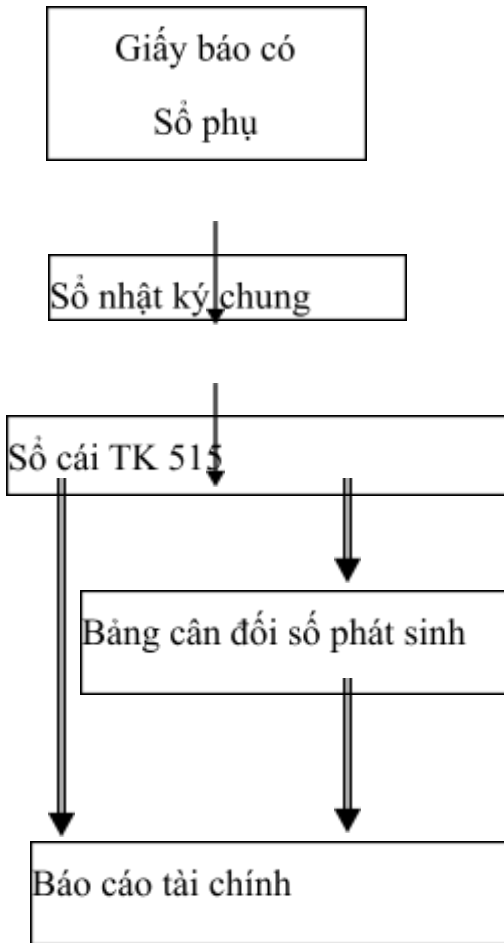 Giấy báo có
Sổ phụ
Sổ nhật ký chung
Sổ cái TK 515
Bảng cân đối số phát sinh
Báo cáo tài chính